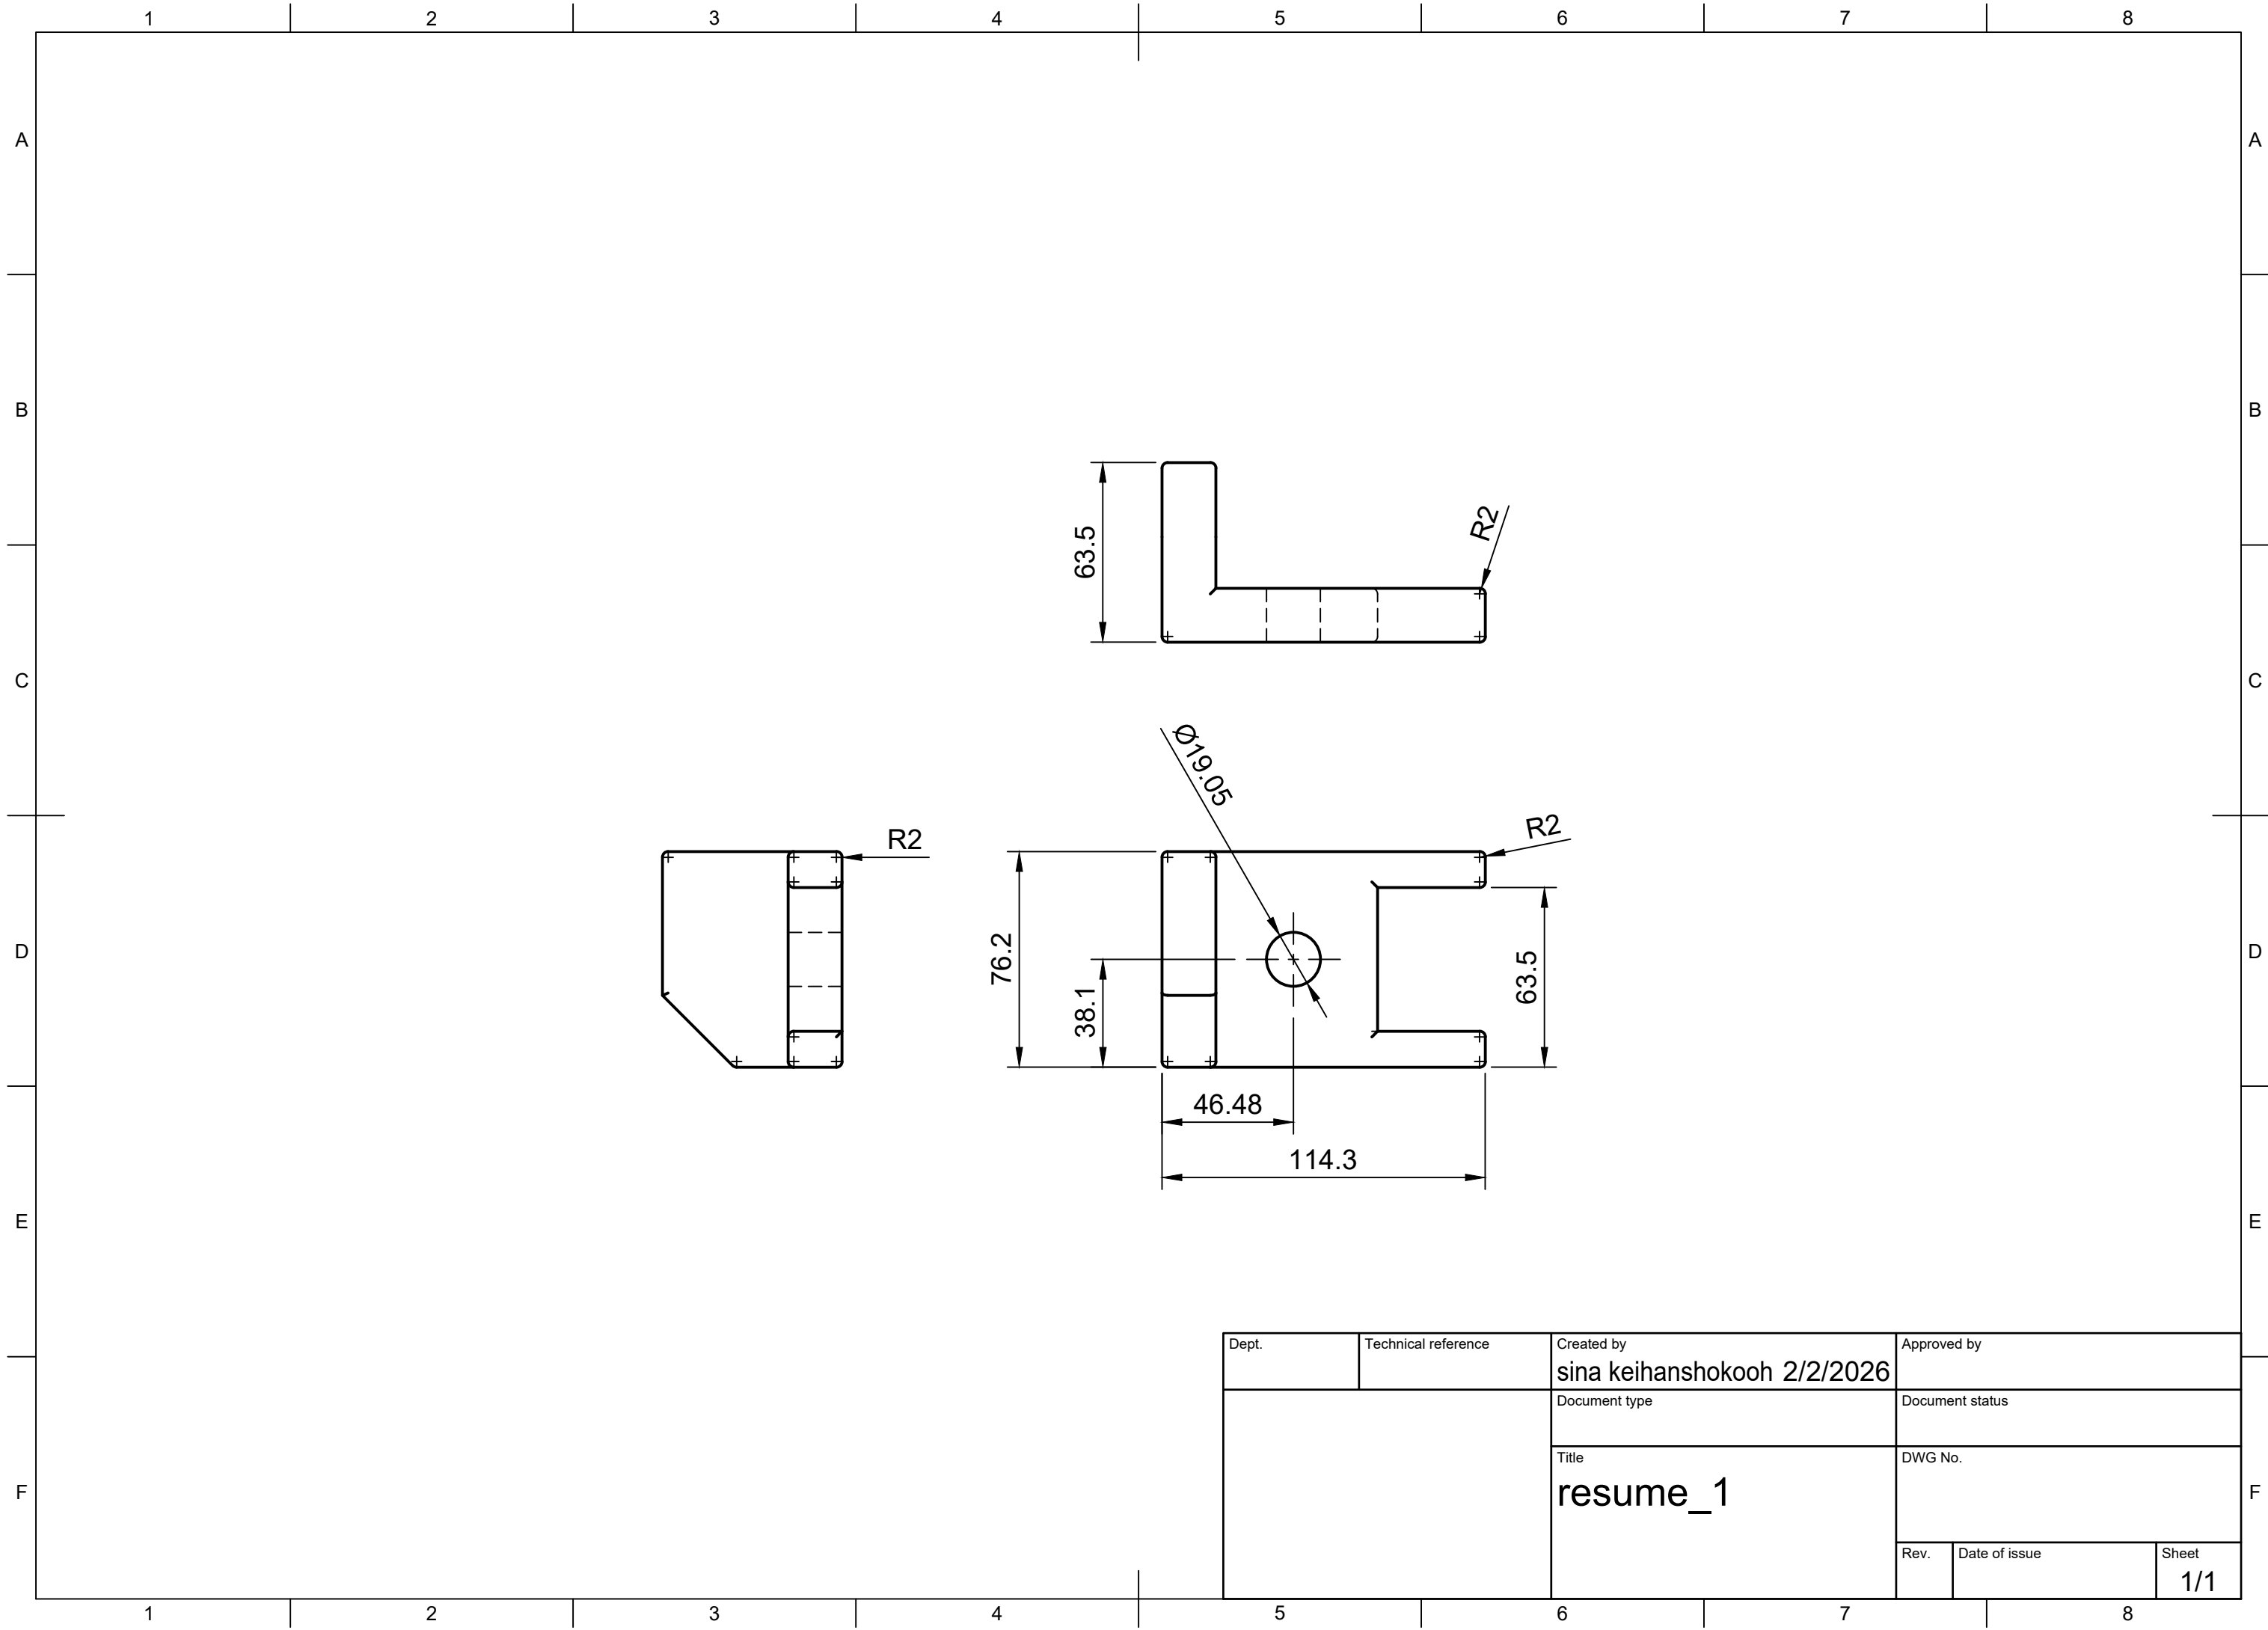 1 2 3 4 5 6 7 8
A A
B B
63.5
R2
C C
Ø19.05
R2
R2
D D
76.2
38.1
63.5
46.48
114.3
E E
Dept. Technical reference Created by Approved by
sina keihanshokooh 2/2/2026
Document type Document status
Title DWG No.
resume_1
F F
Rev. Date of issue Sheet
1/1
1 2 3 4 5 6 7 8